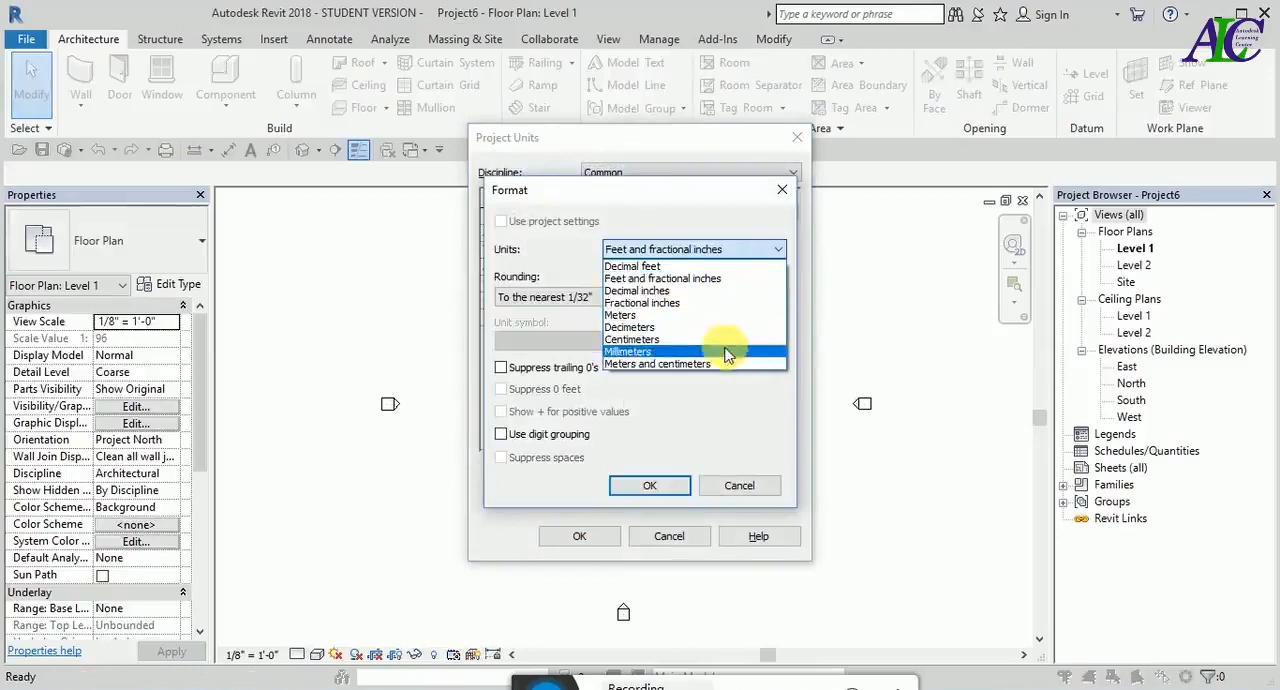 Autodesk Revit 2018 - STUDENT VERSION - Project6 - Floor Plan: Level 1
Type a keyword or phrase
Sign In
Autodesk
Learning
Center
File Architecture Structure Systems Insert Annotate Analyze Massing & Site Collaborate View Manage Add-Ins Modify
Modify
Wall
Door
Window
Component
Column
Roof
Ceiling
Floor
Curtain System
Curtain Grid
Mullion
Railing
Ramp
Stair
Model Text
Model Line
Model Group
Room
Room Separator
Tag Room
Area
Area Boundary
Tag Area
By
Face
Shaft
Wall
Vertical
Dormer
Level
Grid
Set
Show
Ref Plane
Viewer
Select
Build
Area
Opening
Datum
Work Plane
Properties
Floor Plan
Floor Plan: Level 1
Edit Type
Graphics
View Scale 1/8" = 1'-0"
Scale Value 1: 96
Display Model Normal
Detail Level Coarse
Parts Visibility Show Original
Visibility/Grap... Edit...
Graphic Displ... Edit...
Orientation Project North
Wall Join Disp... Clean all wall j...
Discipline Architectural
Show Hidden ... By Discipline
Color Scheme... Background
Color Scheme <none>
System Color ... Edit...
Default Analy... None
Sun Path
Underlay
Range: Base L... None
Range: Top Le... Unbounded
Properties help
Apply
Project Units
Discipline: Common
Format
Use project settings
Units: Feet and fractional inches
Decimal feet
Feet and fractional inches
Decimal inches
Fractional inches
Meters
Decimeters
Centimeters
Millimeters
Meters and centimeters
Rounding:
To the nearest 1/32"
Unit symbol:
Suppress trailing 0's
Suppress 0 feet
Show + for positive values
Use digit grouping
Suppress spaces
OK Cancel
OK Cancel Help
2D
Project Browser - Project6
Views (all)
Floor Plans
Level 1
Level 2
Site
Ceiling Plans
Level 1
Level 2
Elevations (Building Elevation)
East
North
South
West
Legends
Schedules/Quantities
Sheets (all)
Families
Groups
Revit Links
1/8" = 1'-0"
Ready
Recording
:0